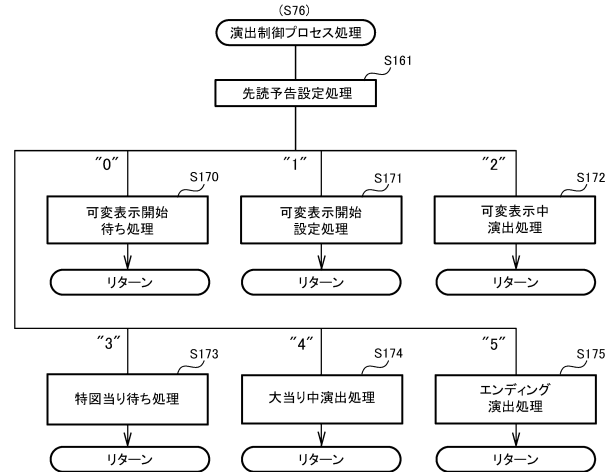 (S76)
演出制御プロセス処理
S161
先読予告設定処理
"0"
"1"
"2"
S170
S171
S172
可変表示開始
待ち処理
可変表示開始
設定処理
可変表示中
演出処理
リターン
リターン
リターン
"3"
"4"
"5"
S173
S174
S175
特図当り待ち処理
大当り中演出処理
エンディング
演出処理
リターン
リターン
リターン